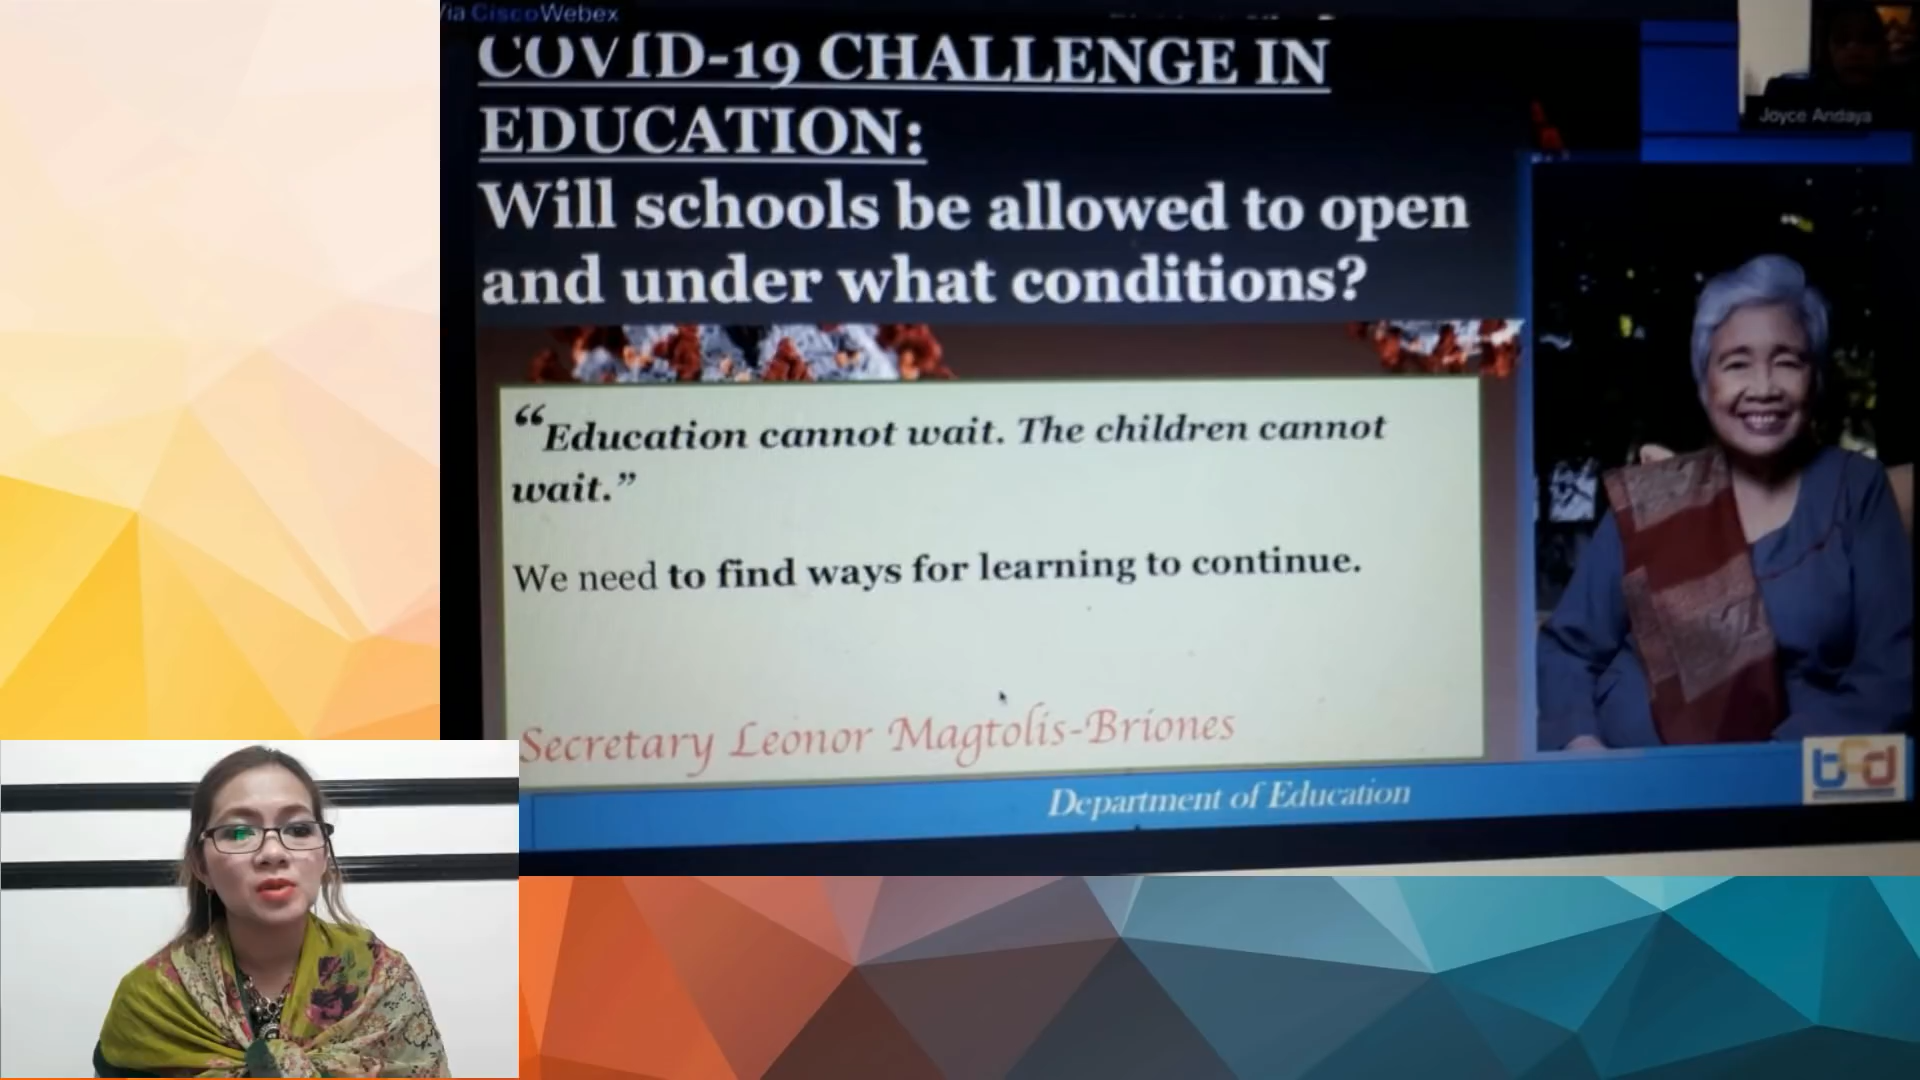 Via CiscoWebex
COVID-19 CHALLENGE IN
EDUCATION:
Will schools be allowed to open
and under what conditions?
Joyce Andaya
“Education cannot wait. The children cannot
wait.”
We need to find ways for learning to continue.
Secretary Leonor Magtolis-Briones
Department of Education